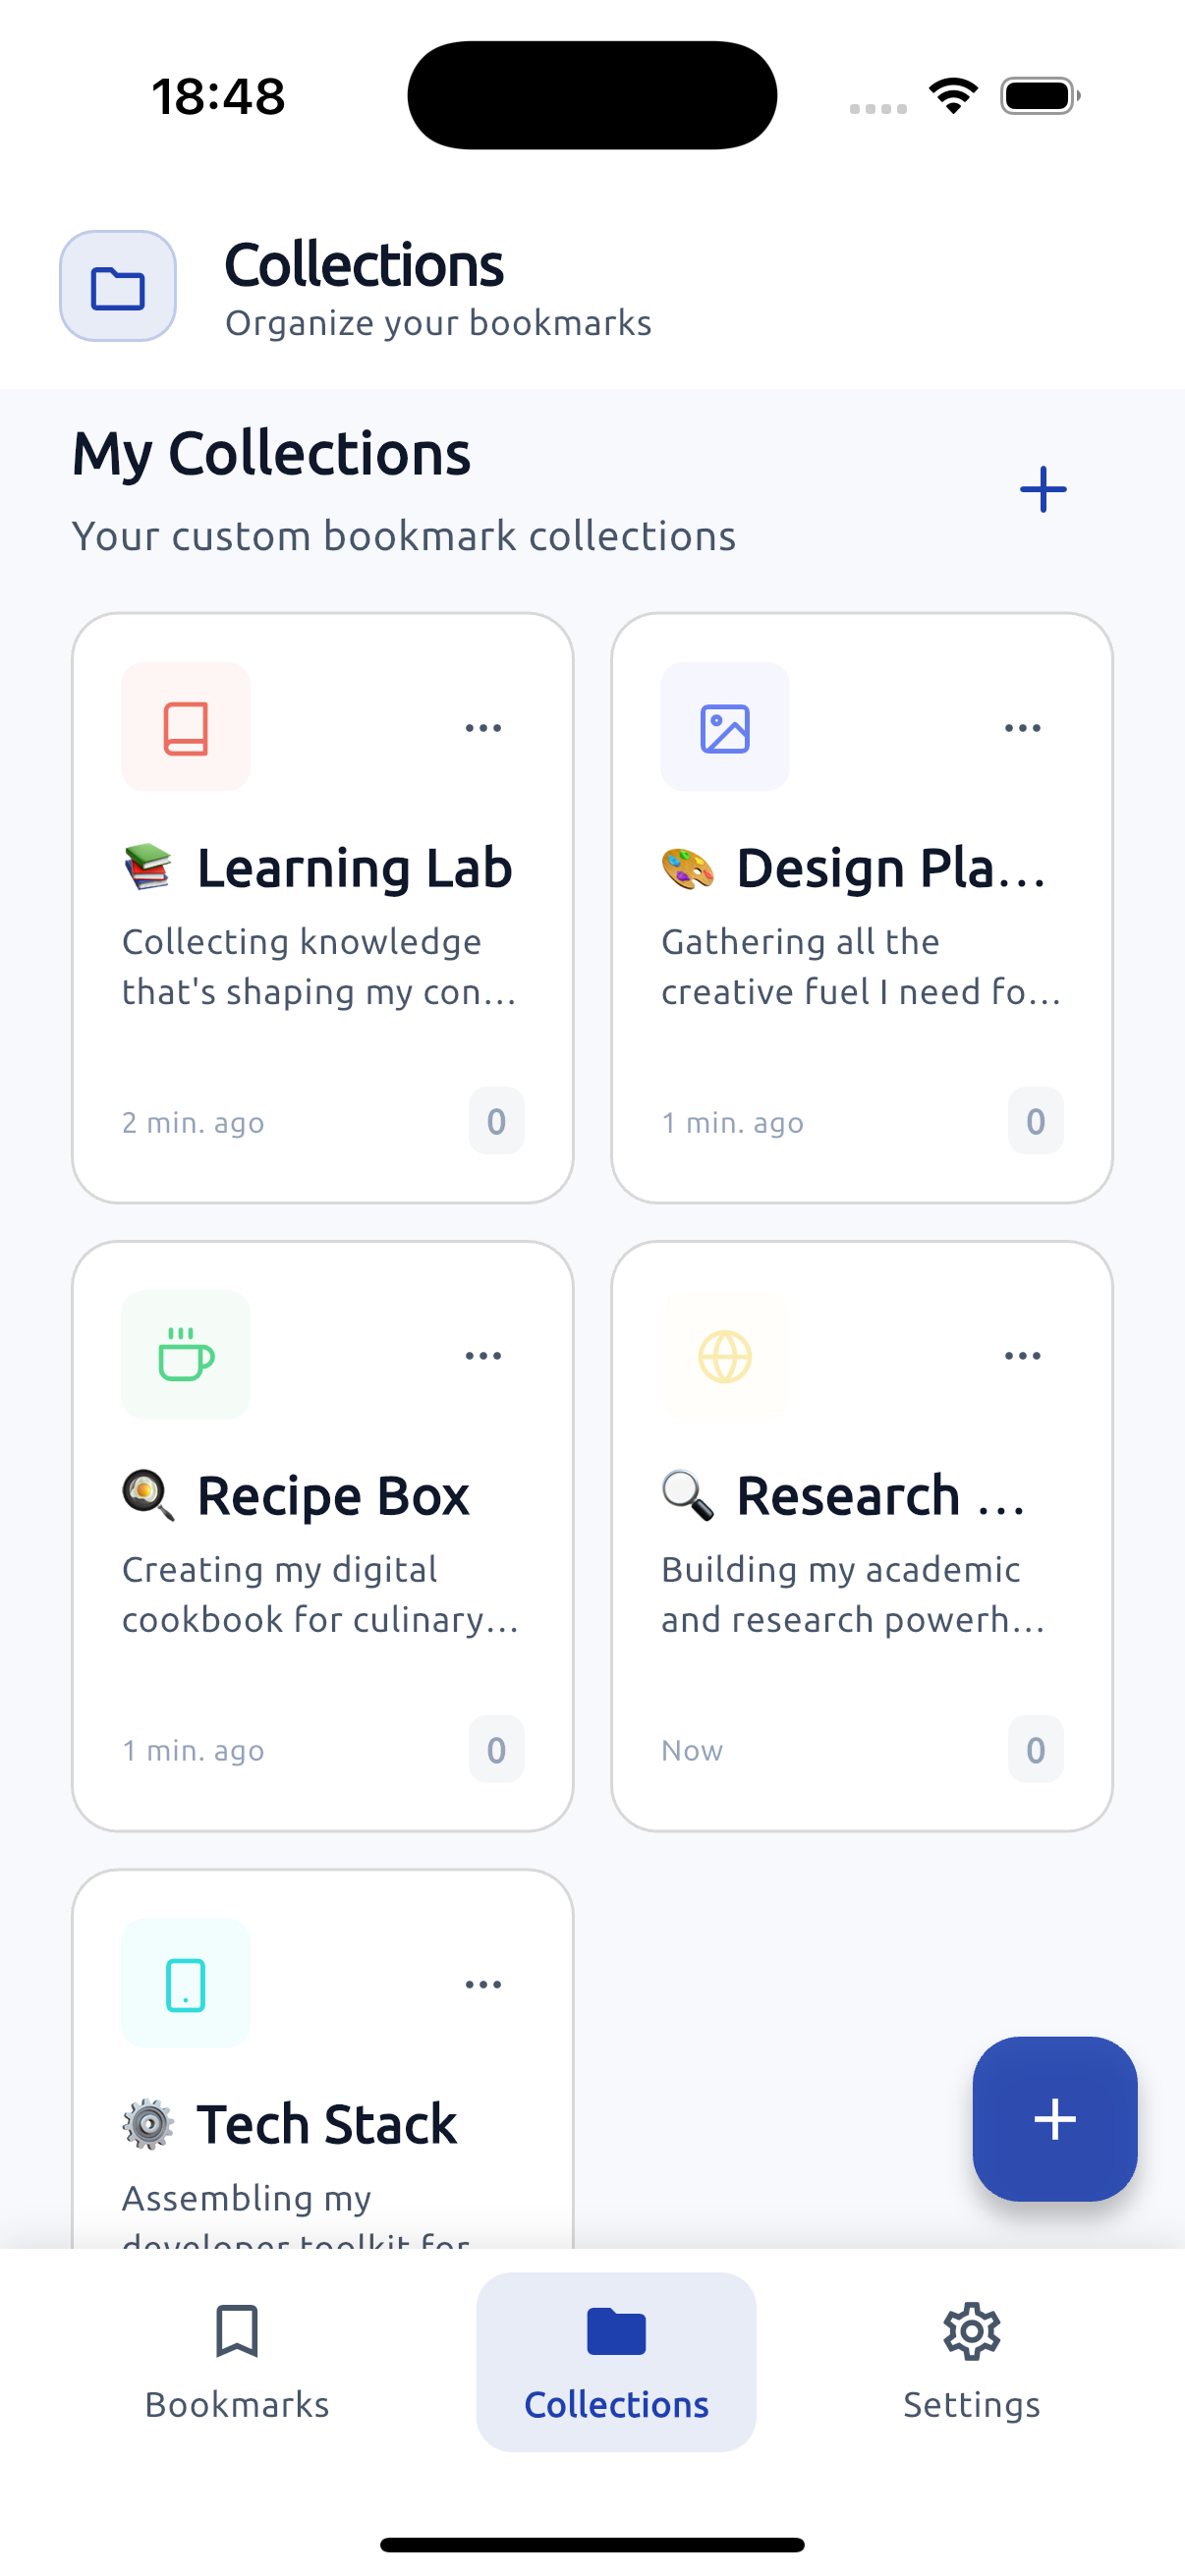 18:48
Collections
Organize your bookmarks
My Collections
Your custom bookmark collections
📚 Learning Lab
Collecting knowledge
that's shaping my con...
2 min. ago
0
🎨 Design Pla...
Gathering all the
creative fuel I need fo...
1 min. ago
0
🍳 Recipe Box
Creating my digital
cookbook for culinary...
1 min. ago
0
🔍 Research ...
Building my academic
and research powerh...
Now
0
⚙️ Tech Stack
Assembling my
developer toolkit for
Bookmarks
Collections
Settings